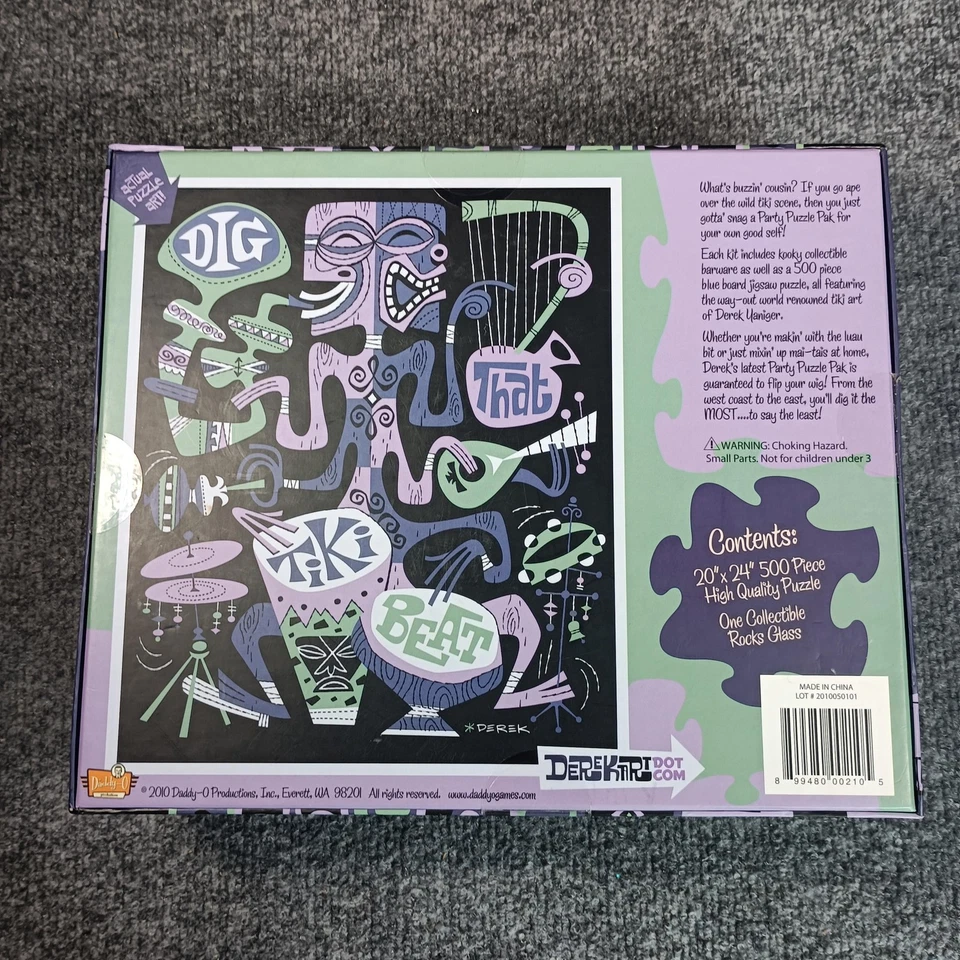 ACTUAL
PUZZLE
ART!
DIG
That
TiKi
BEAT
*DEREK
What's buzzin' cousin? If you go ape
over the wild tiki scene, then you just
gotta' snag a Party Puzzle Pak for
your own good self!
Each kit includes kooky collectible
barware as well as a 500 piece
blue board jigsaw puzzle, all featuring
the way-out world renowned tiki art
of Derek Yaniger.
Whether you're makin' with the luau
bit or just mixin' up mai-tais at home,
Derek's latest Party Puzzle Pak is
guaranteed to flip your wig! From the
west coast to the east, you'll dig it the
MOST....to say the least!
⚠WARNING: Choking Hazard.
Small Parts. Not for children under 3
Contents:
20" x 24" 500 Piece
High Quality Puzzle
One Collectible
Rocks Glass
MADE IN CHINA
LOT # 2010050101
8 99480 00210 5
DEREKART DOT
COM
Daddy-O
© 2010 Daddy-O Productions, Inc., Everett, WA 98201 All rights reserved. www.daddyogames.com